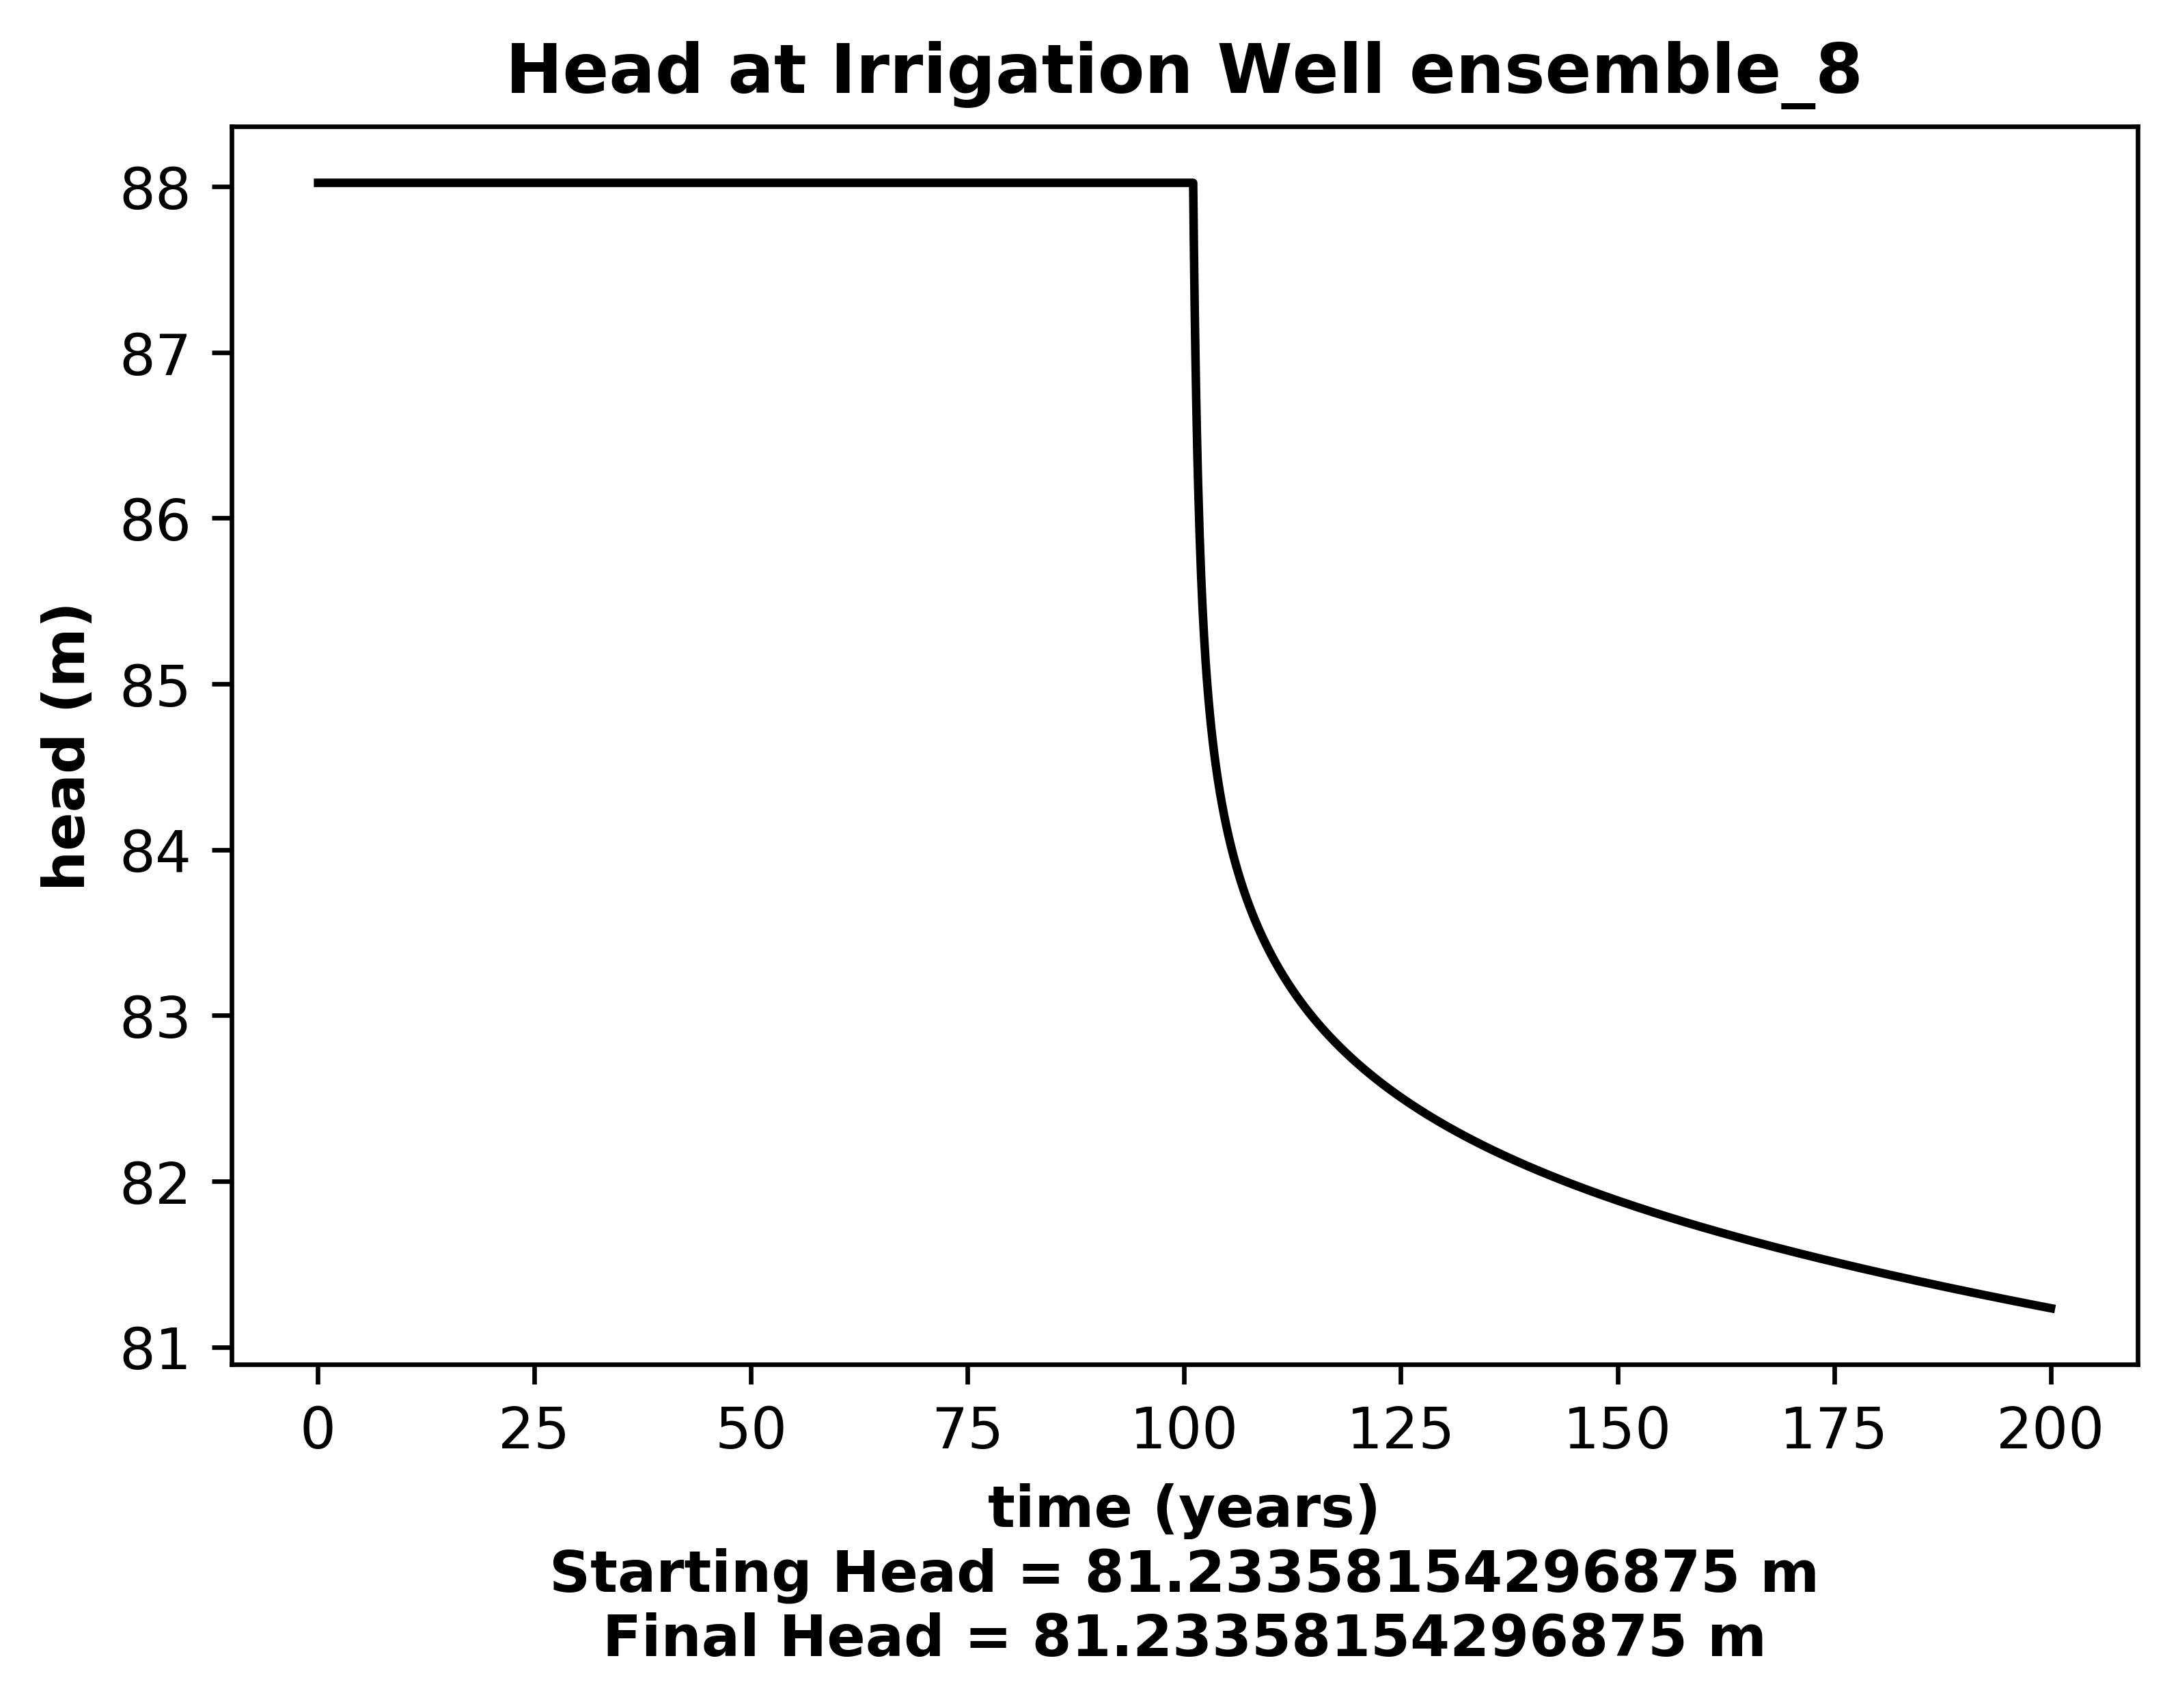 Head at Irrigation Well ensemble_8
88
87
86
85
84
83
82
81
head (m)
0 25 50 75 100 125 150 175 200
time (years)
Starting Head = 81.23358154296875 m
Final Head = 81.23358154296875 m